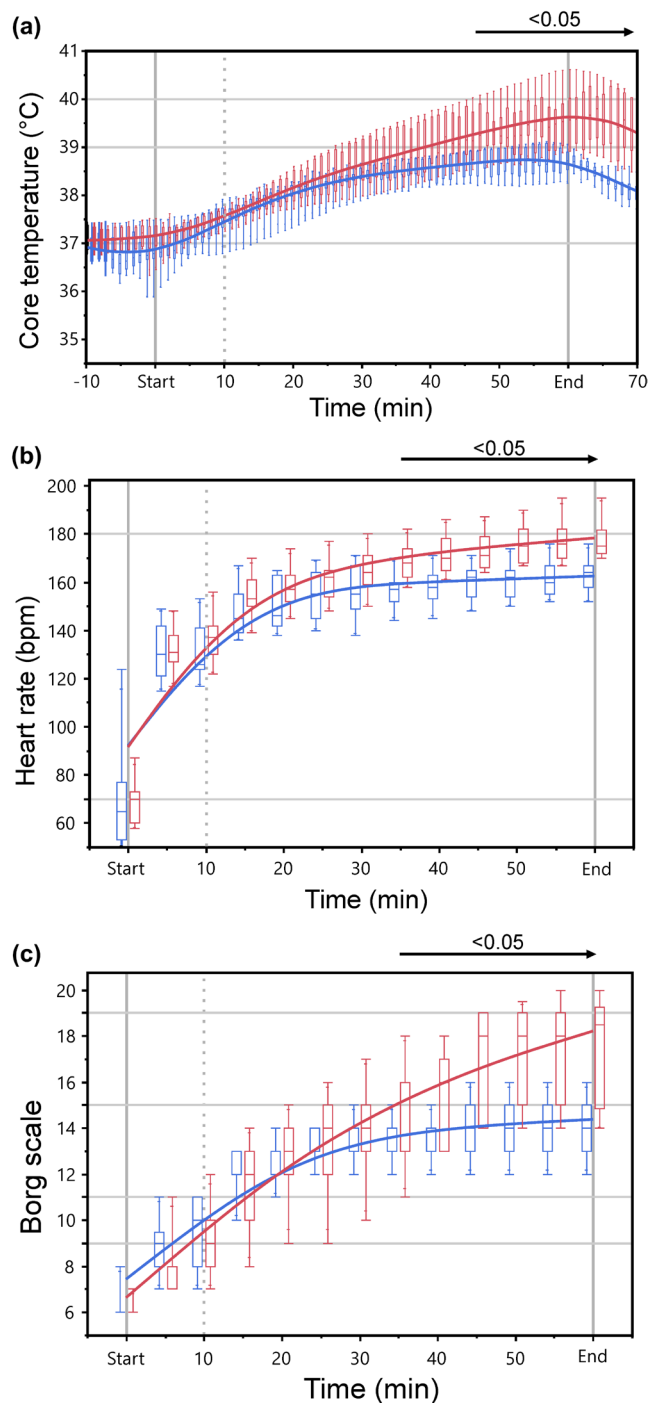 (a)
<0.05
Core temperature (°C)
41
40
39
38
37
36
35
-10 Start 10 20 30 40 50 End 70
Time (min)
(b)
<0.05
Heart rate (bpm)
200
180
160
140
130
120
100
80
70
60
Start 10 20 30 40 50 End
Time (min)
(c)
<0.05
Borg scale
20
18
16
14
12
10
8
6
Start 10 20 30 40 50 End
Time (min)